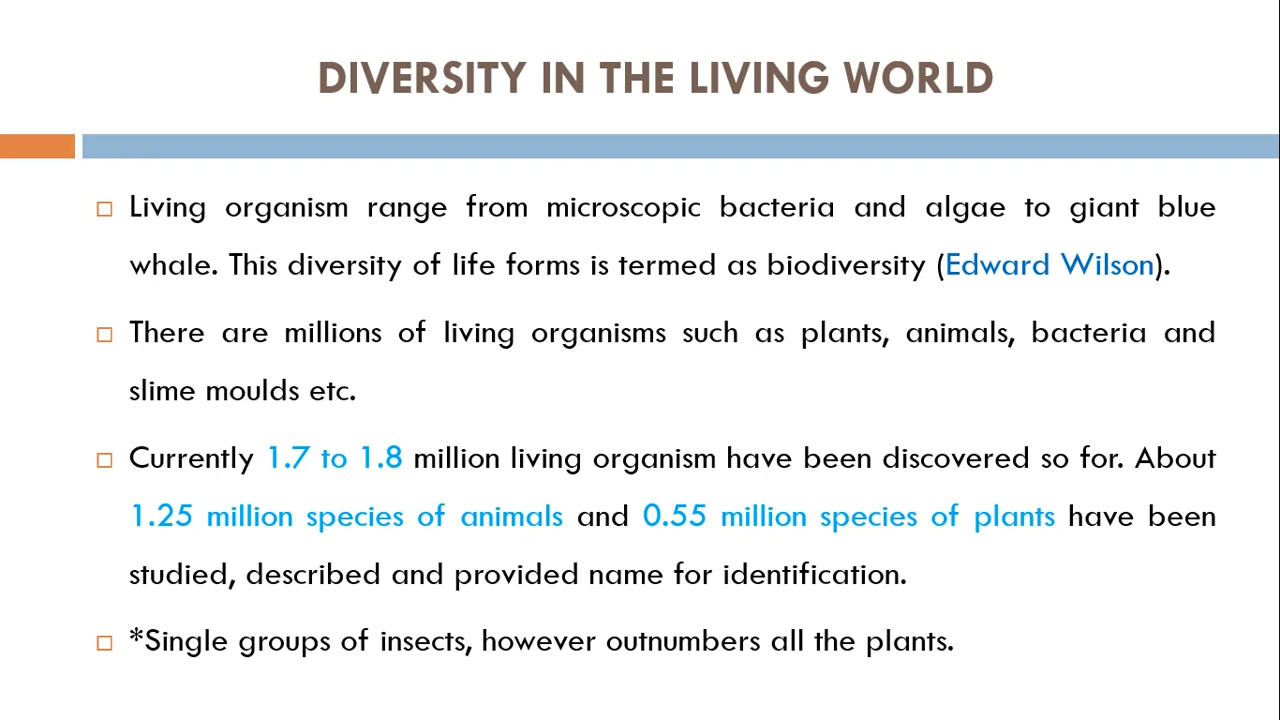 DIVERSITY IN THE LIVING WORLD
Living organism range from microscopic bacteria and algae to giant blue
whale. This diversity of life forms is termed as biodiversity (Edward Wilson).
There are millions of living organisms such as plants, animals, bacteria and
slime moulds etc.
Currently 1.7 to 1.8 million living organism have been discovered so for. About
1.25 million species of animals and 0.55 million species of plants have been
studied, described and provided name for identification.
*Single groups of insects, however outnumbers all the plants.